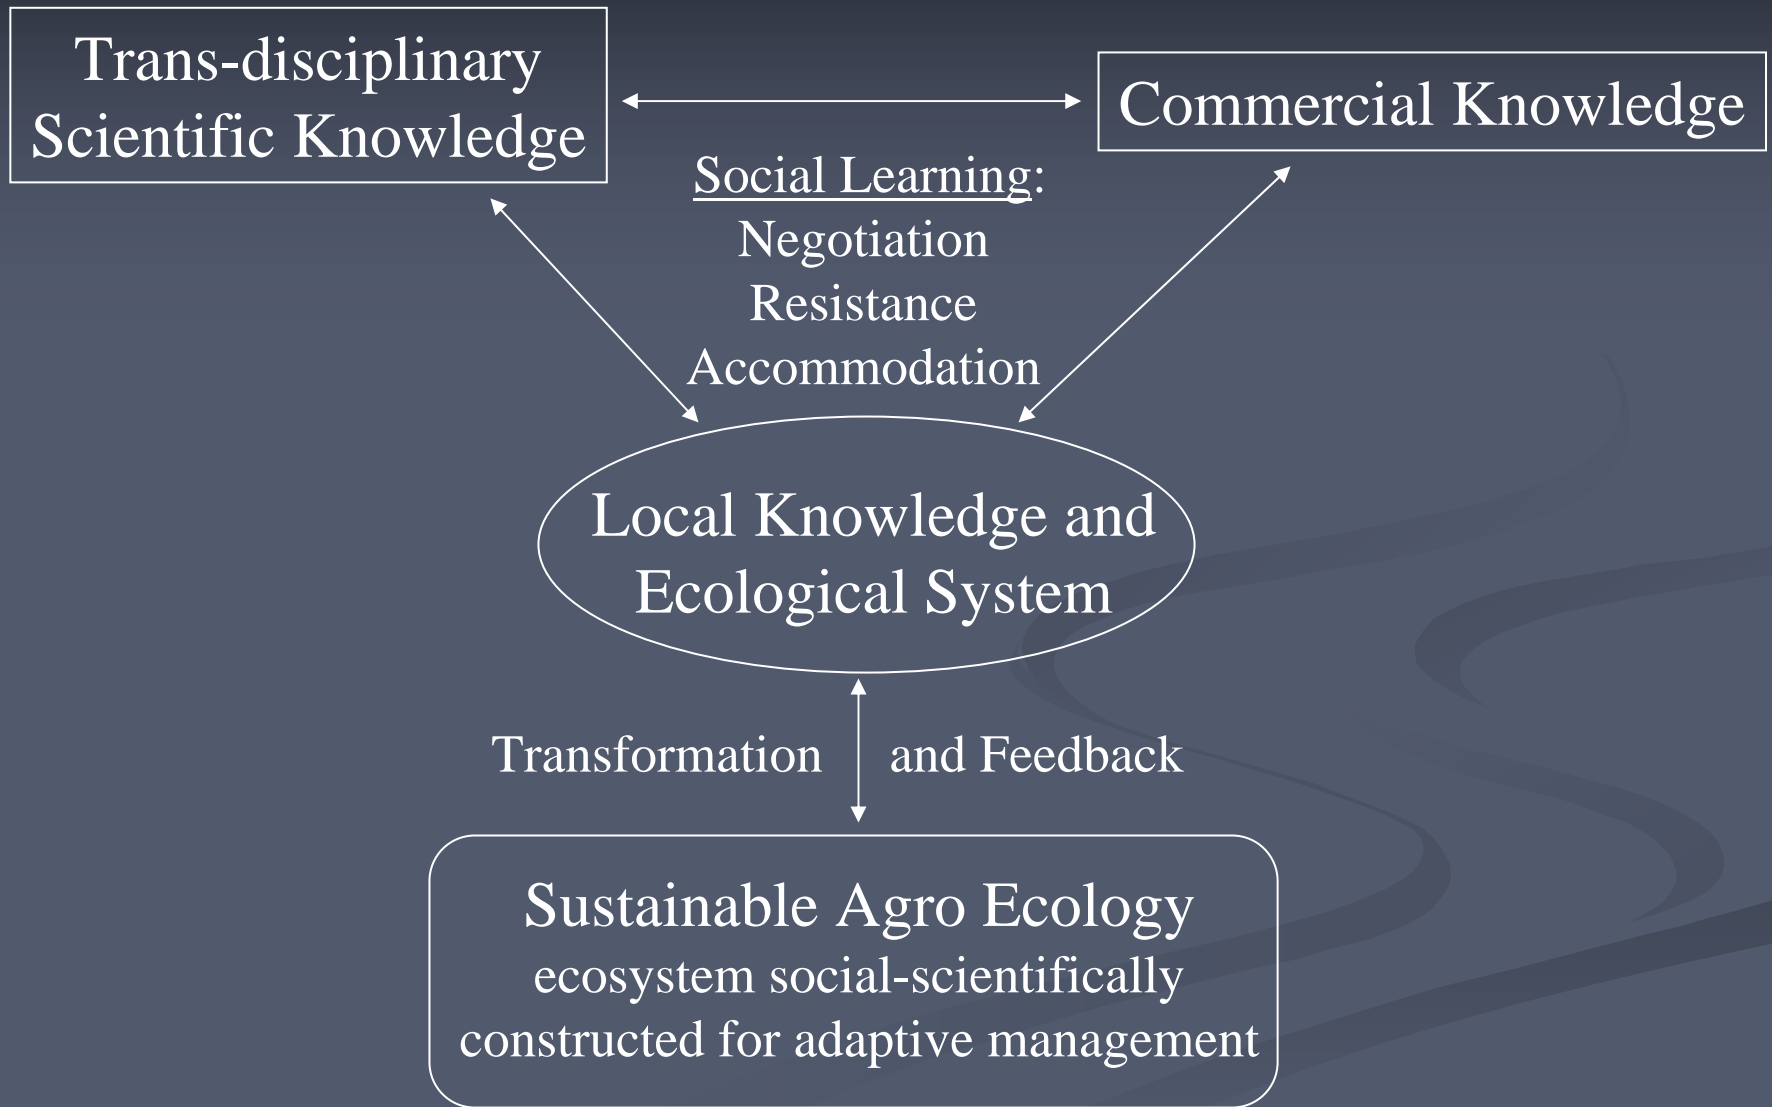 Trans-disciplinary
Scientific Knowledge
Commercial Knowledge
Social Learning:
Negotiation
Resistance
Accommodation
Local Knowledge and
Ecological System
Transformation and Feedback
Sustainable Agro Ecology
ecosystem social-scientifically
constructed for adaptive management